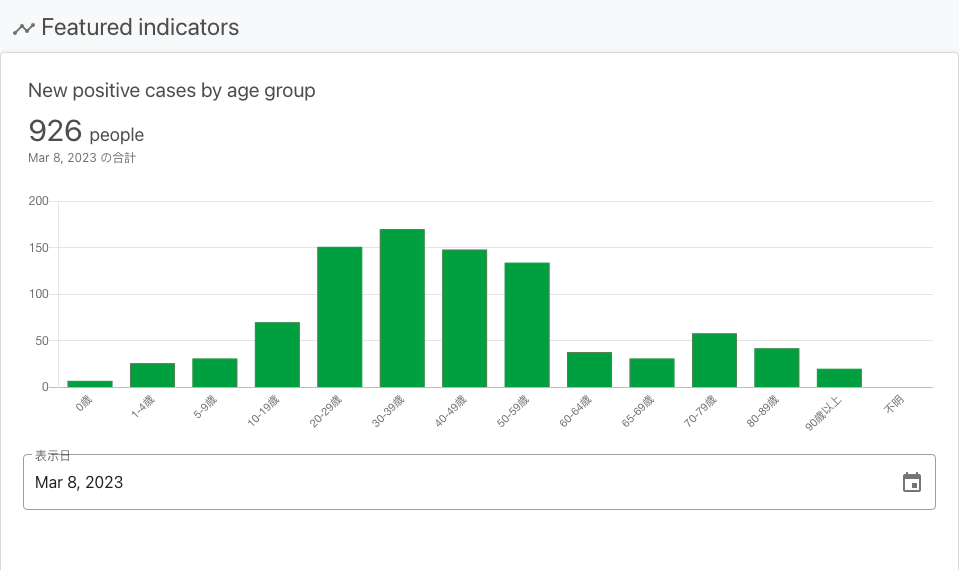 Featured indicators
New positive cases by age group
926 people
Mar 8, 2023 の合計
200
150
100
50
0
0歳
1-4歳
5-9歳
10-19歳
20-29歳
30-39歳
40-49歳
50-59歳
60-64歳
65-69歳
70-79歳
80-89歳
90歳以上
不明
表示日
Mar 8, 2023